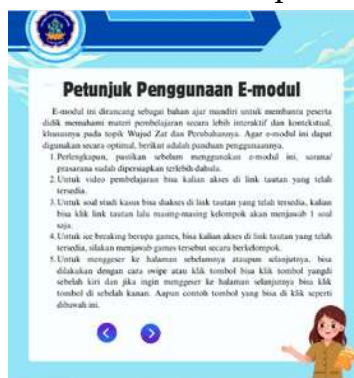 Petunjuk Penggunaan E-modul
E-modul ini dirancang sebagai bahan ajar mandiri untuk membantu peserta
didik memahami materi pembelajaran secara lebih interaktif dan kontekstual,
khususnya pada topik Wujud Zat dan Perubahannya. Agar e-modul ini dapat
digunakan secara optimal, berikut adalah panduan penggunaannya.
1. Perlengkapan, pastikan sebelum menggunakan e-modul ini, sarana/
prasarana sudah dipersiapkan terlebih dahulu.
2. Untuk video pembelajaran bisa kalian akses di link tautan yang telah
tersedia.
3. Untuk soal studi kasus bisa diakses di link tautan yang telah tersedia, kalian
bisa klik link tautan lalu masing-masing kelompok akan menjawab 1 soal
saja.
4. Untuk ice breaking berupa games, bisa kalian akses di link tautan yang telah
tersedia, silakan menjawab games tersebut secara berkelompok.
5. Untuk menggeser ke halaman sebelumnya ataupun selanjutnya, bisa
dilakukan dengan cara swipe atau klik tombol bisa klik tombol yangdi
sebelah kiri dan jika ingin menggeser ke halaman selanjutnya bisa klik
tombol di sebelah kanan. Aapun contoh tombol yang bisa di klik seperti
dibawah ini.